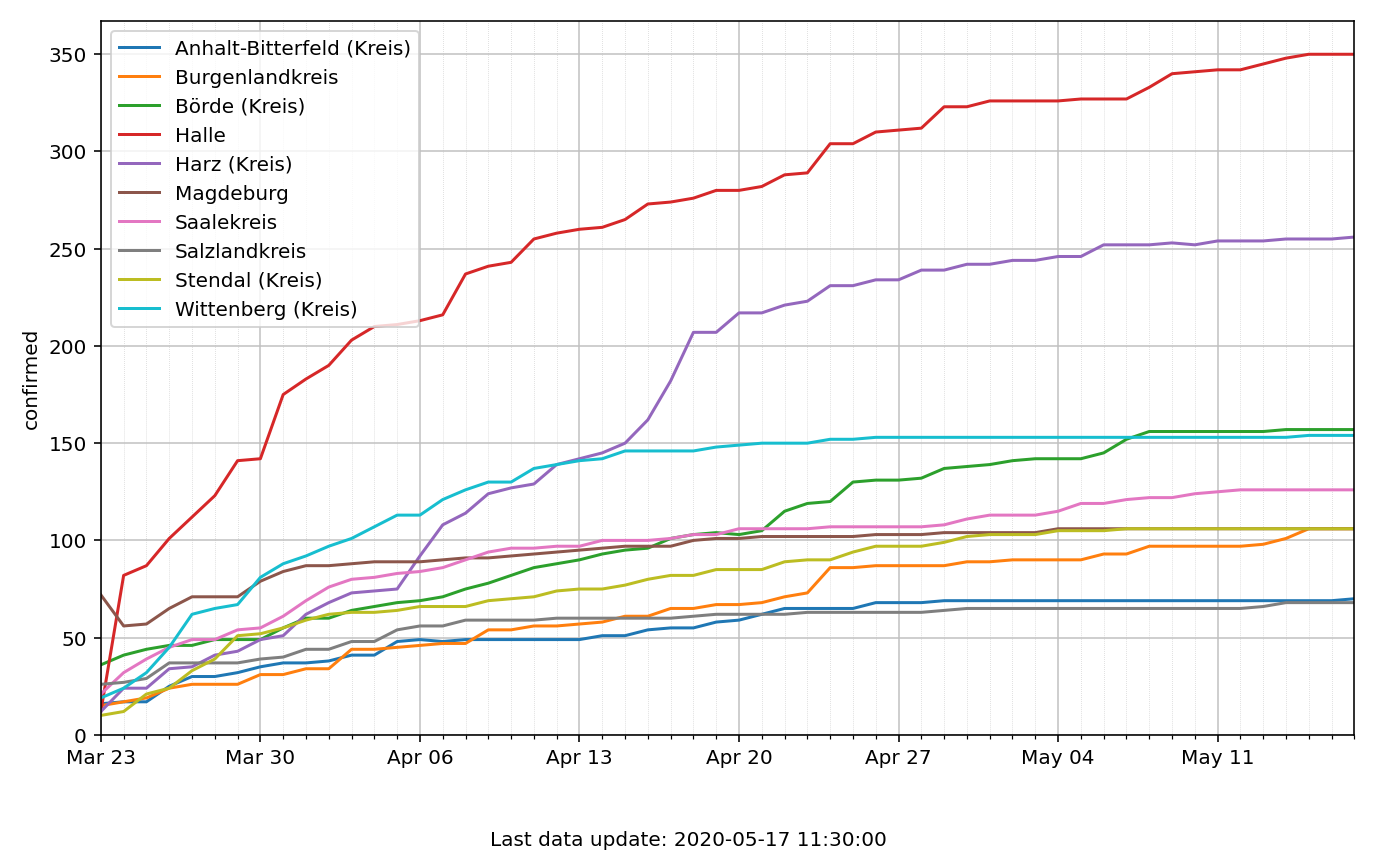 350
300
250
200
150
100
50
0
confirmed
Anhalt-Bitterfeld (Kreis)
Burgenlandkreis
Börde (Kreis)
Halle
Harz (Kreis)
Magdeburg
Saalekreis
Salzlandkreis
Stendal (Kreis)
Wittenberg (Kreis)
Mar 23 Mar 30 Apr 06 Apr 13 Apr 20 Apr 27 May 04 May 11
Last data update: 2020-05-17 11:30:00